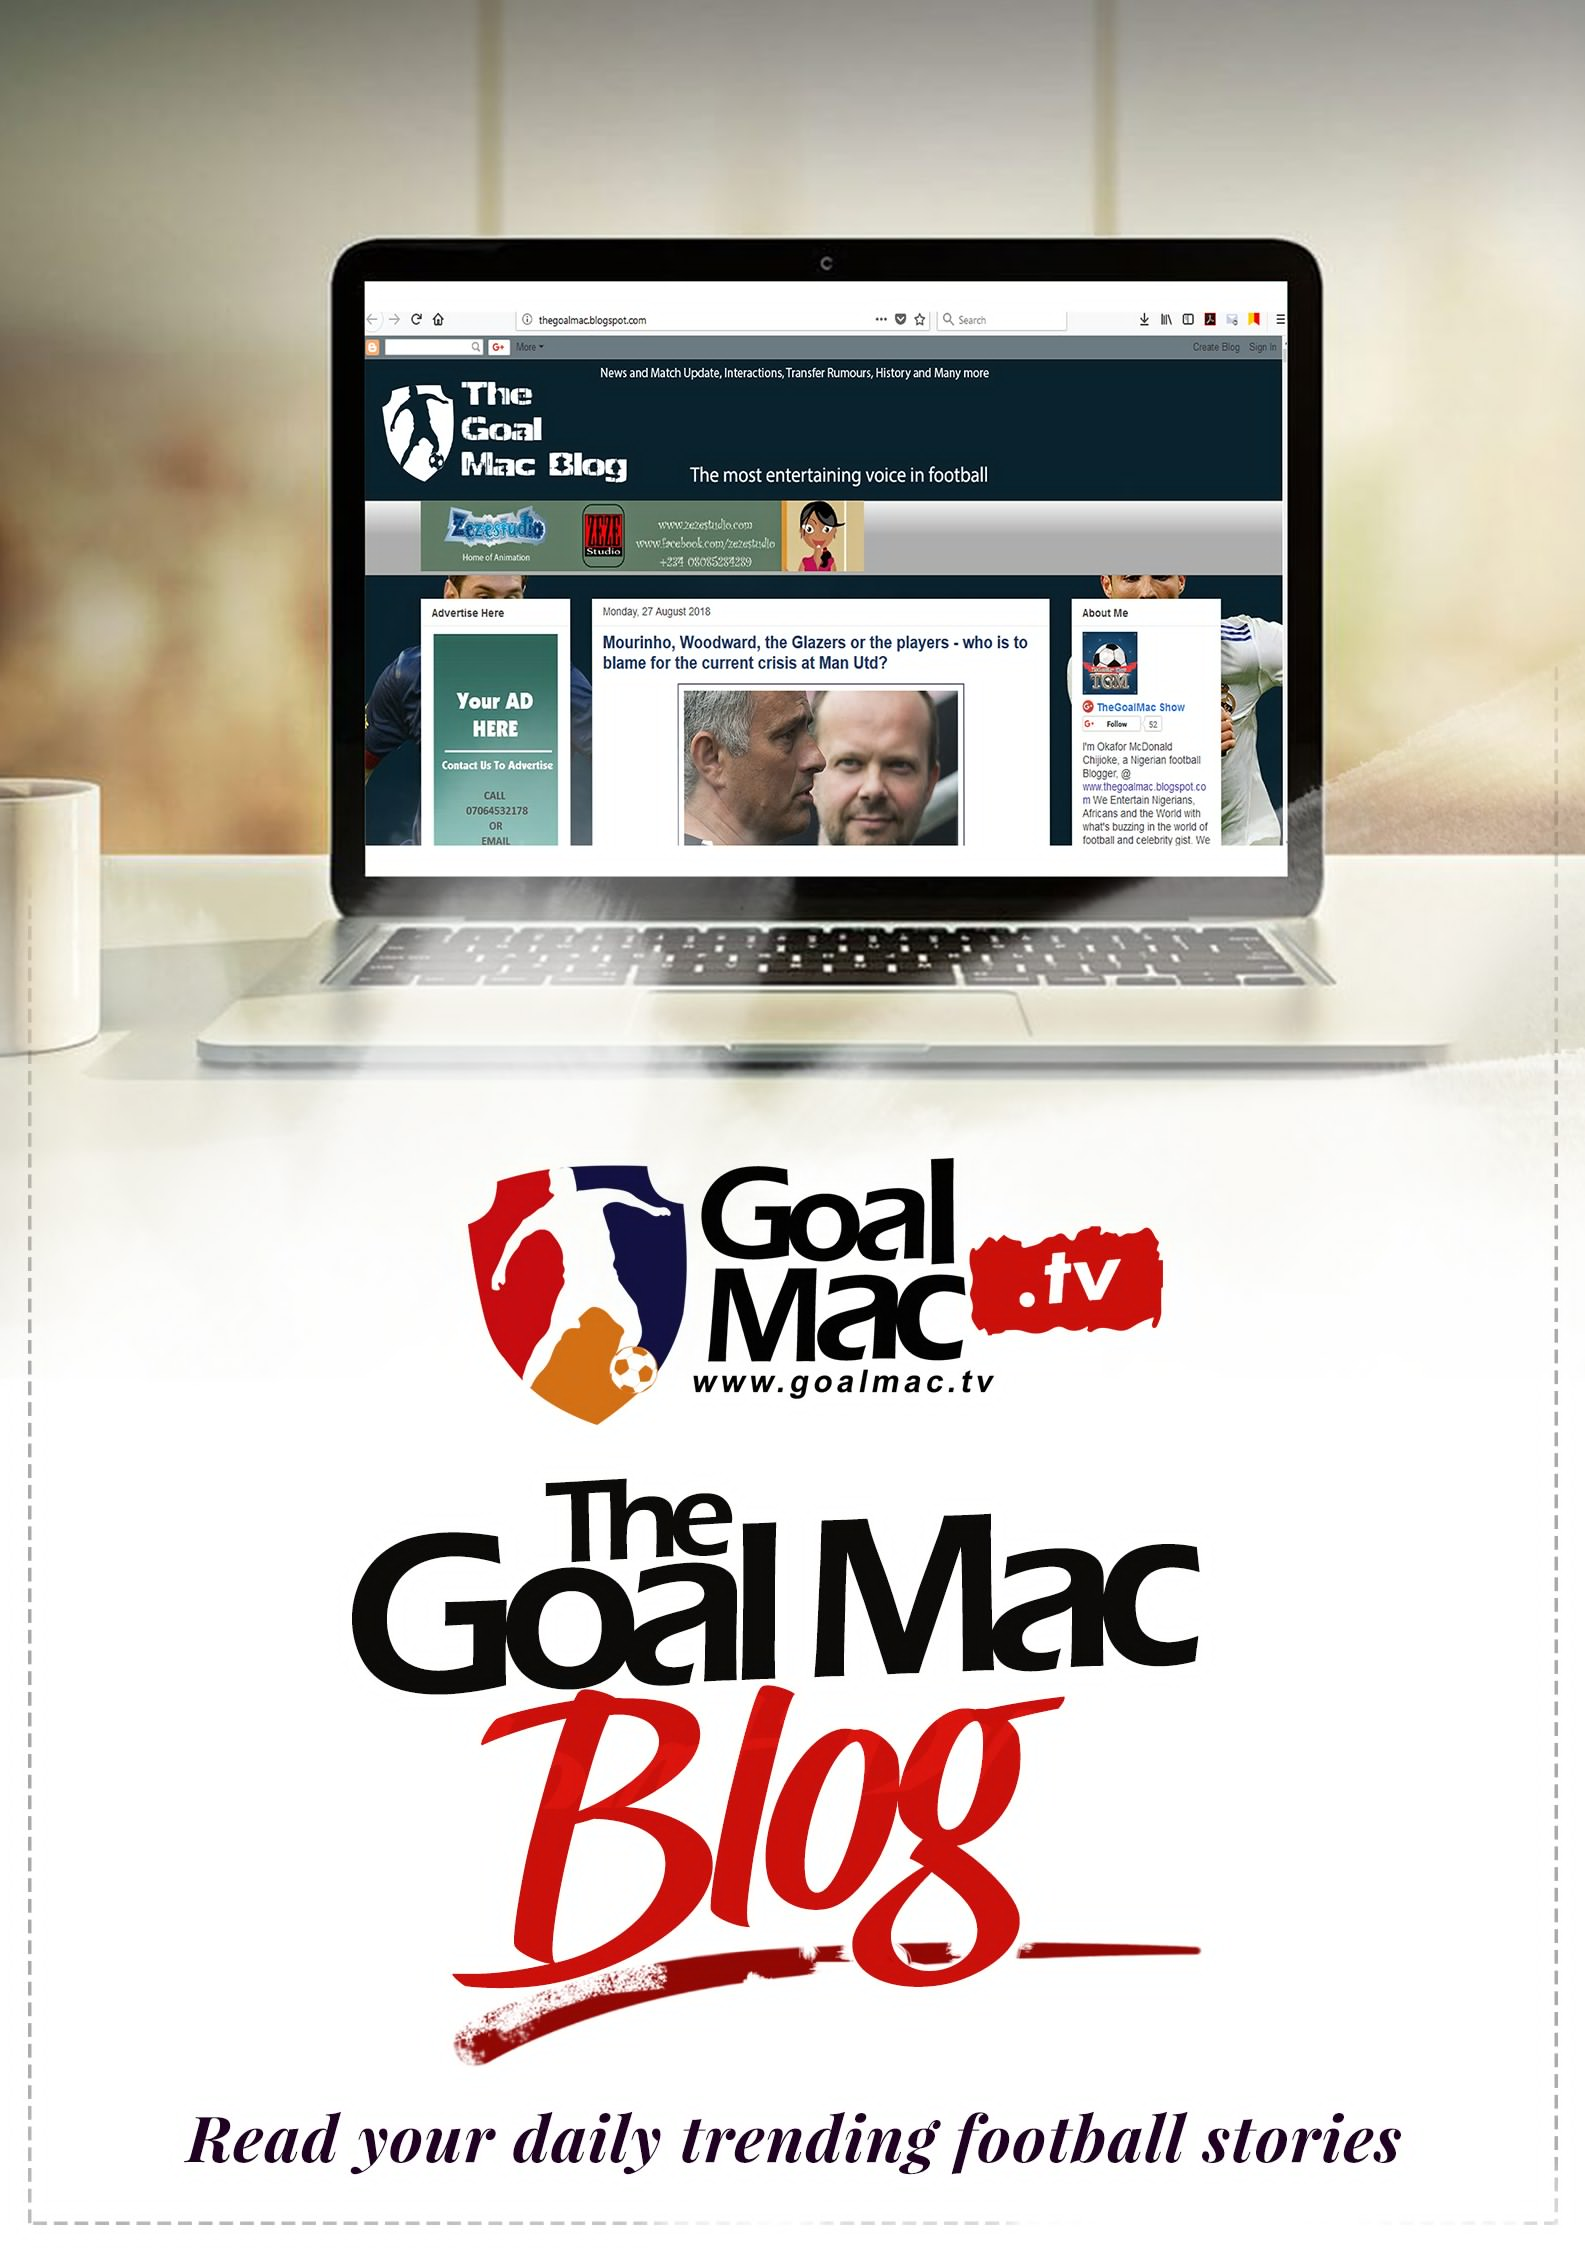 thegoalmac.blogspot.com
Search
G+ More
Create Blog Sign In
News and Match Update, Interactions, Transfer Rumours, History and Many more
The
Goal
Mac Blog
The most entertaining voice in football
Zezestudio
Home of Animation
ZEZE
Studio
www.zezestudio.com
www.facebook.com/zezestudio
+234 08085284289
Advertise Here
Your AD
HERE
Contact Us To Advertise
CALL
07064532178
OR
EMAIL
Monday, 27 August 2018
Mourinho, Woodward, the Glazers or the players - who is to
blame for the current crisis at Man Utd?
About Me
TGM
G+ TheGoalMac Show
G+ Follow 52
I'm Okafor McDonald
Chijioke, a Nigerian football
Blogger, @
www.thegoalmac.blogspot.co
m We Entertain Nigerians,
Africans and the World with
what's buzzing in the world of
football and celebrity gist. We
Goal
Mac .tv
www.goalmac.tv
The
Goal Mac
Blog
Read your daily trending football stories